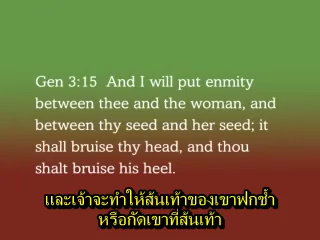 Gen 3:15  And I will put enmity
between thee and the woman, and
between thy seed and her seed; it
shall bruise thy head, and thou
shalt bruise his heel.
และเจ้าจะทำให้ส้นเท้าของเขาฟกช้ำ
หรือกัดเขาที่ส้นเท้า